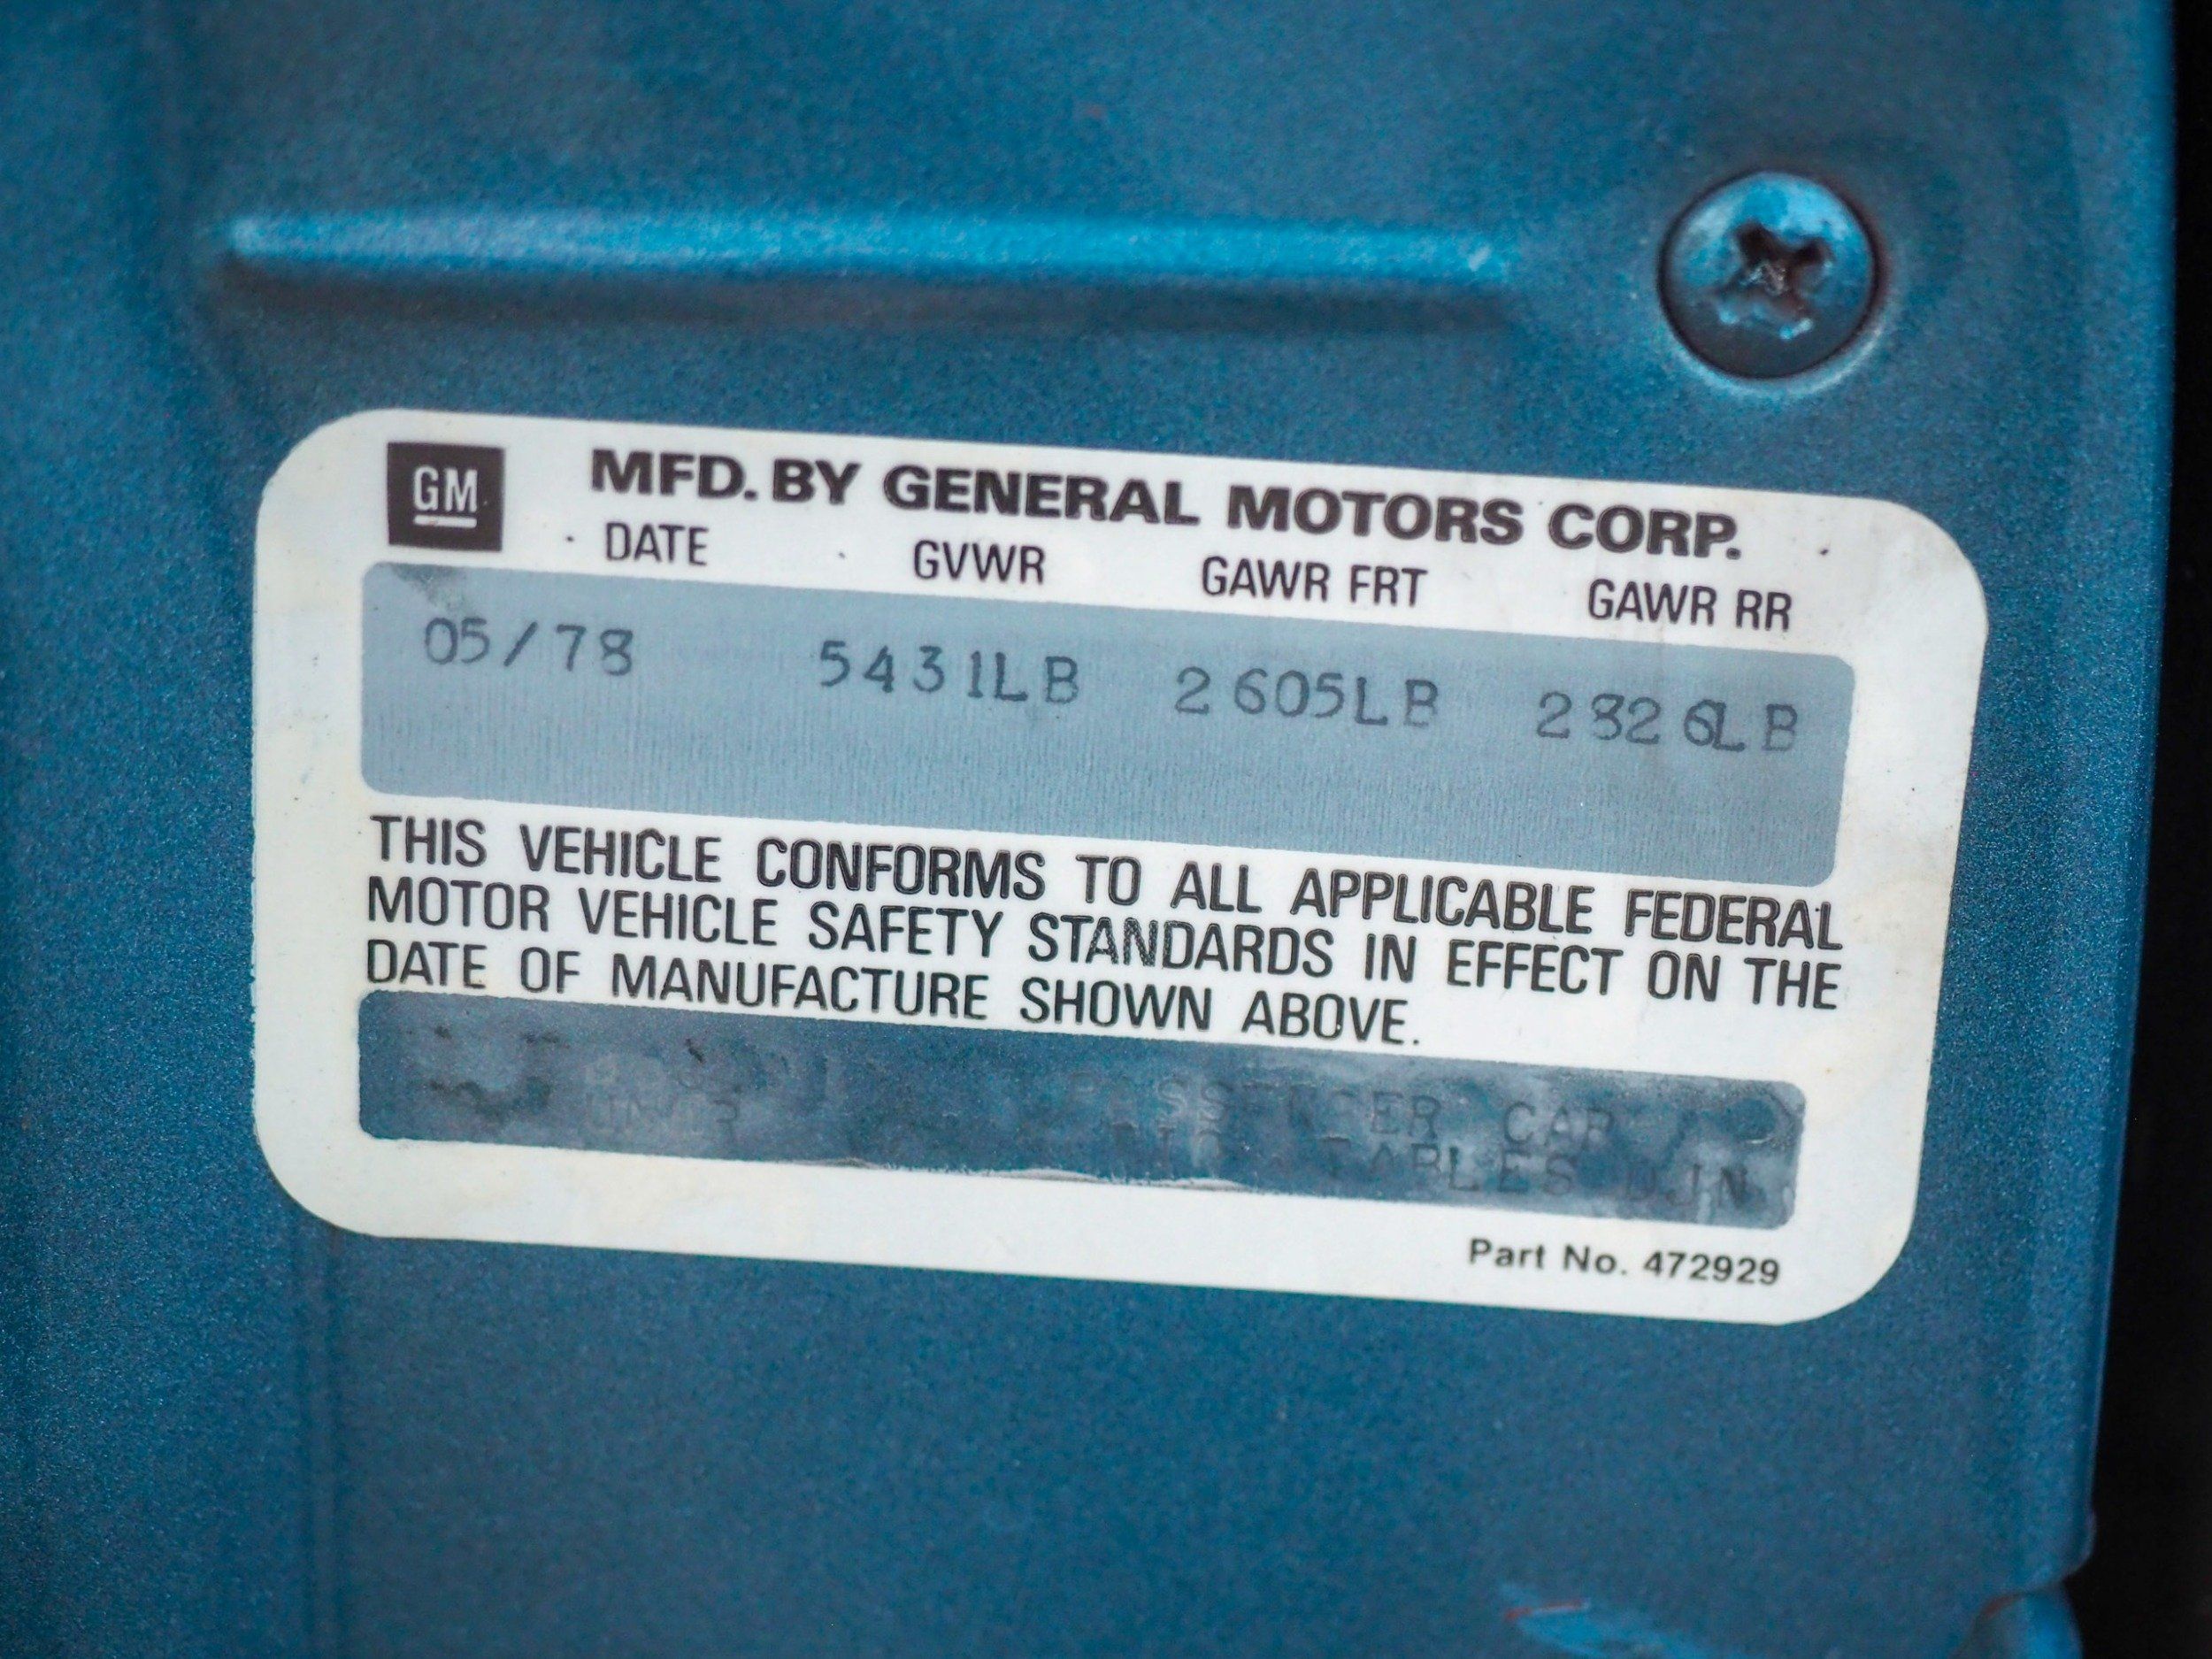 GM MFD. BY GENERAL MOTORS CORP.
DATE GVWR GAWR FRT GAWR RR
05/78 5431LB 2605LB 2826LB
THIS VEHICLE CONFORMS TO ALL APPLICABLE FEDERAL
MOTOR VEHICLE SAFETY STANDARDS IN EFFECT ON THE
DATE OF MANUFACTURE SHOWN ABOVE.
PASSENGER CAR
Part No. 472929